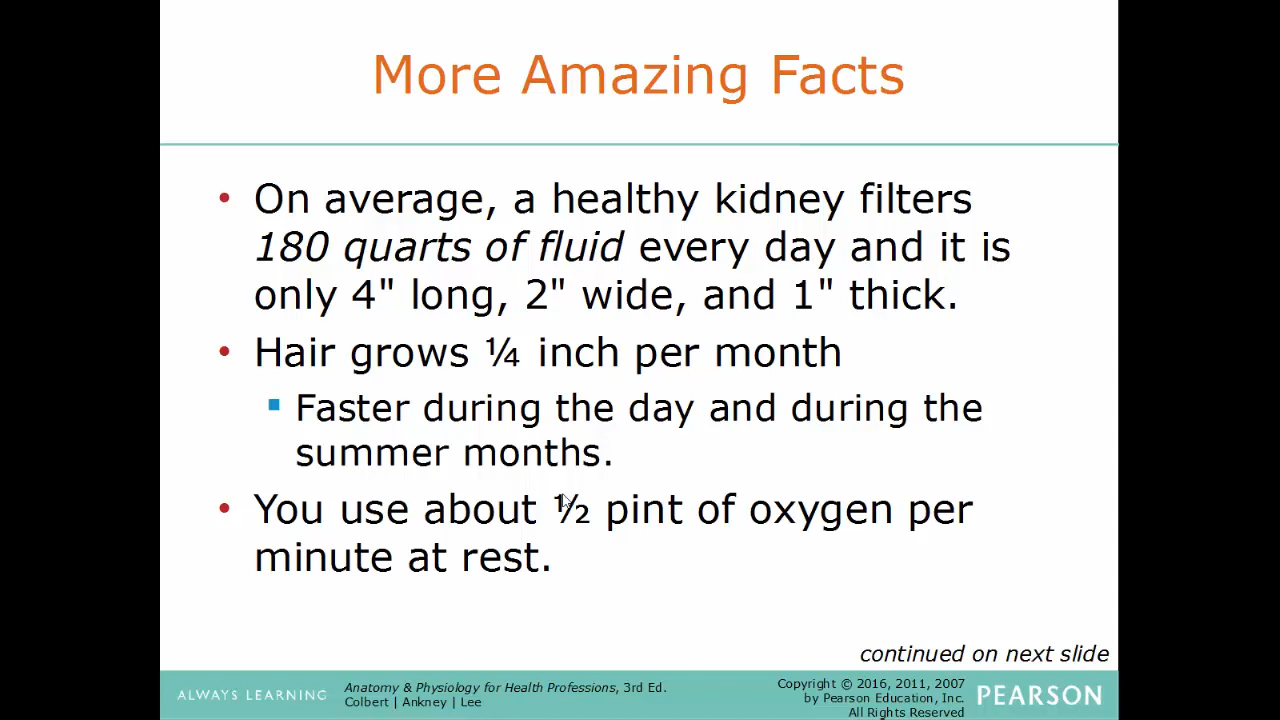 More Amazing Facts
• On average, a healthy kidney filters
180 quarts of fluid every day and it is
only 4" long, 2" wide, and 1" thick.
• Hair grows ¼ inch per month
▪ Faster during the day and during the
summer months.
• You use about ½ pint of oxygen per
minute at rest.
continued on next slide
ALWAYS LEARNING
Anatomy & Physiology for Health Professions, 3rd Ed.
Colbert | Ankney | Lee
Copyright © 2016, 2011, 2007
by Pearson Education, Inc.
All Rights Reserved
PEARSON